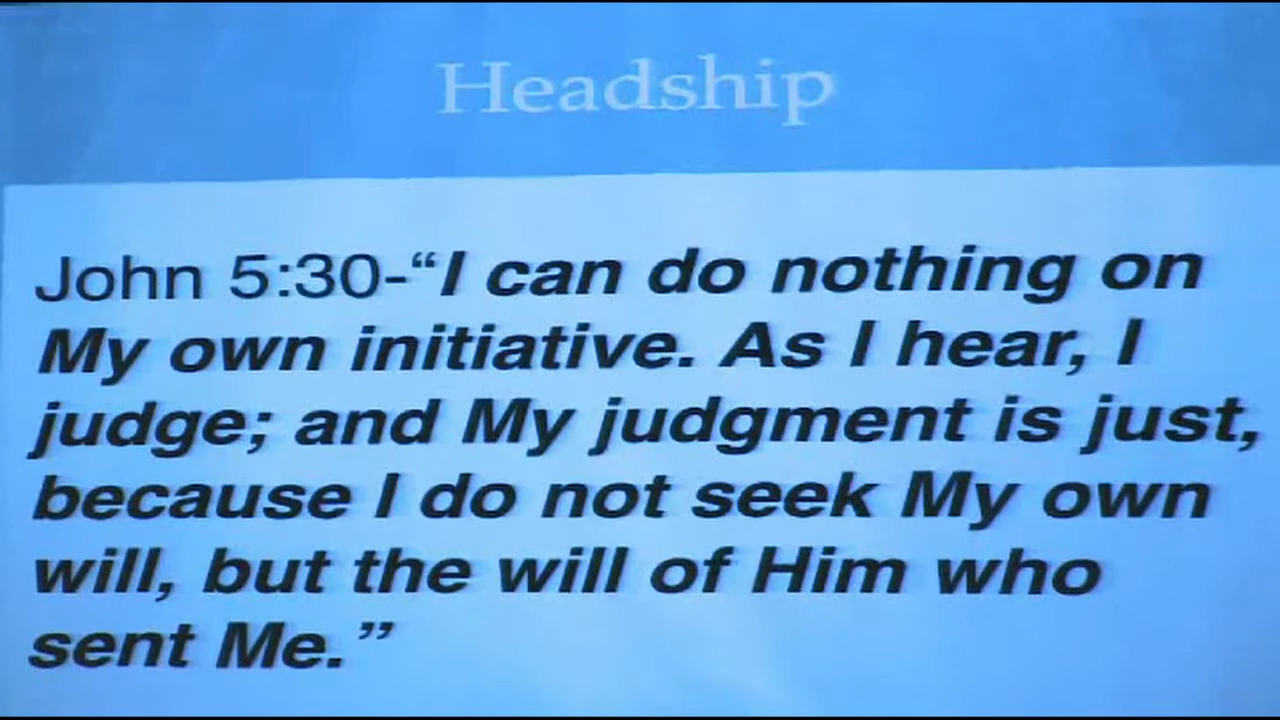 Headship
John 5:30-“I can do nothing on
My own initiative. As I hear, I
judge; and My judgment is just,
because I do not seek My own
will, but the will of Him who
sent Me.”